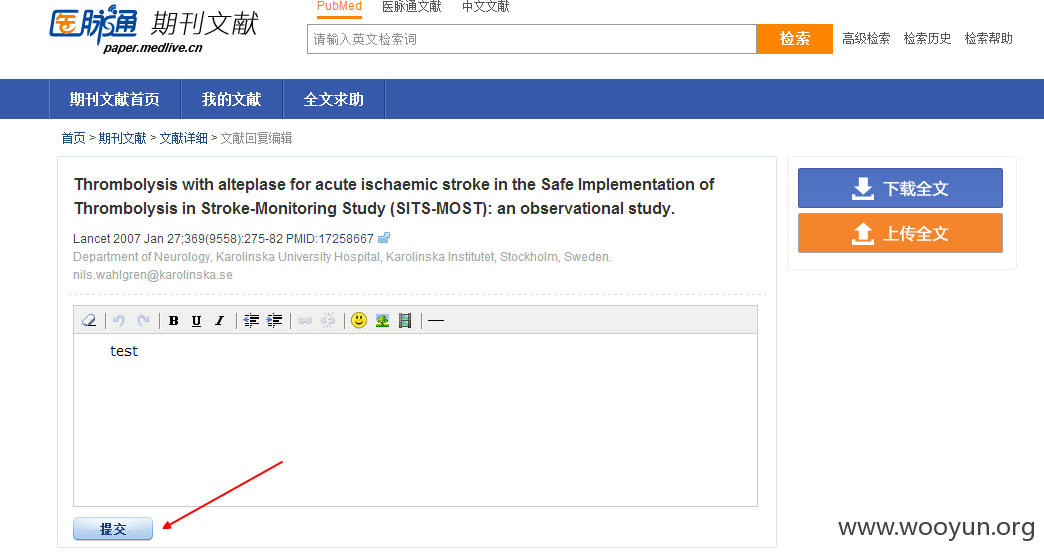 医脉通 期刊文献
paper.medlive.cn
PubMed 医脉通文献 中文文献
请输入英文检索词 检索 高级检索 检索历史 检索帮助
期刊文献首页 我的文献 全文求助
首页 > 期刊文献 > 文献详细 > 文献回复编辑
Thrombolysis with alteplase for acute ischaemic stroke in the Safe Implementation of
Thrombolysis in Stroke-Monitoring Study (SITS-MOST): an observational study.
Lancet 2007 Jan 27;369(9558):275-82 PMID:17258667
Department of Neurology, Karolinska University Hospital, Karolinska Institutet, Stockholm, Sweden.
nils.wahlgren@karolinska.se
B U I
test
提交
下载全文
上传全文
www.wooyun.org